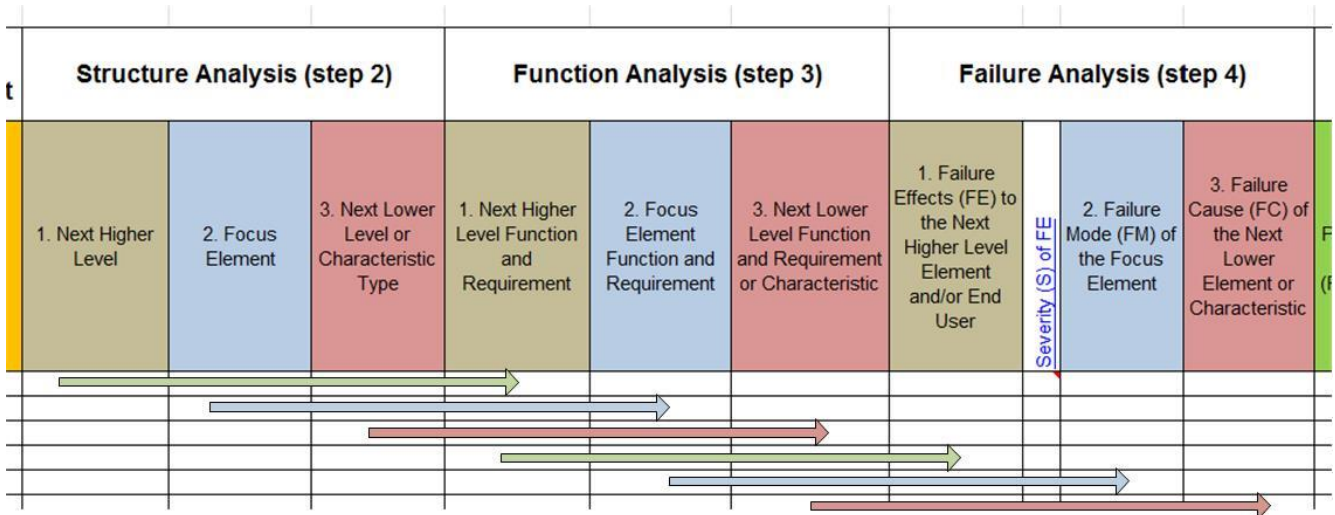 t
Structure Analysis (step 2)
Function Analysis (step 3)
Failure Analysis (step 4)
1. Next Higher
Level
2. Focus
Element
3. Next Lower
Level or
Characteristic
Type
1. Next Higher
Level Function
and
Requirement
2. Focus
Element
Function and
Requirement
3. Next Lower
Level Function
and Requirement
or Characteristic
1. Failure
Effects (FE) to
the Next
Higher Level
Element
and/or End
User
Severity (S) of FE
2. Failure
Mode (FM) of
the Focus
Element
3. Failure
Cause (FC) of
the Next
Lower
Element or
Characteristic